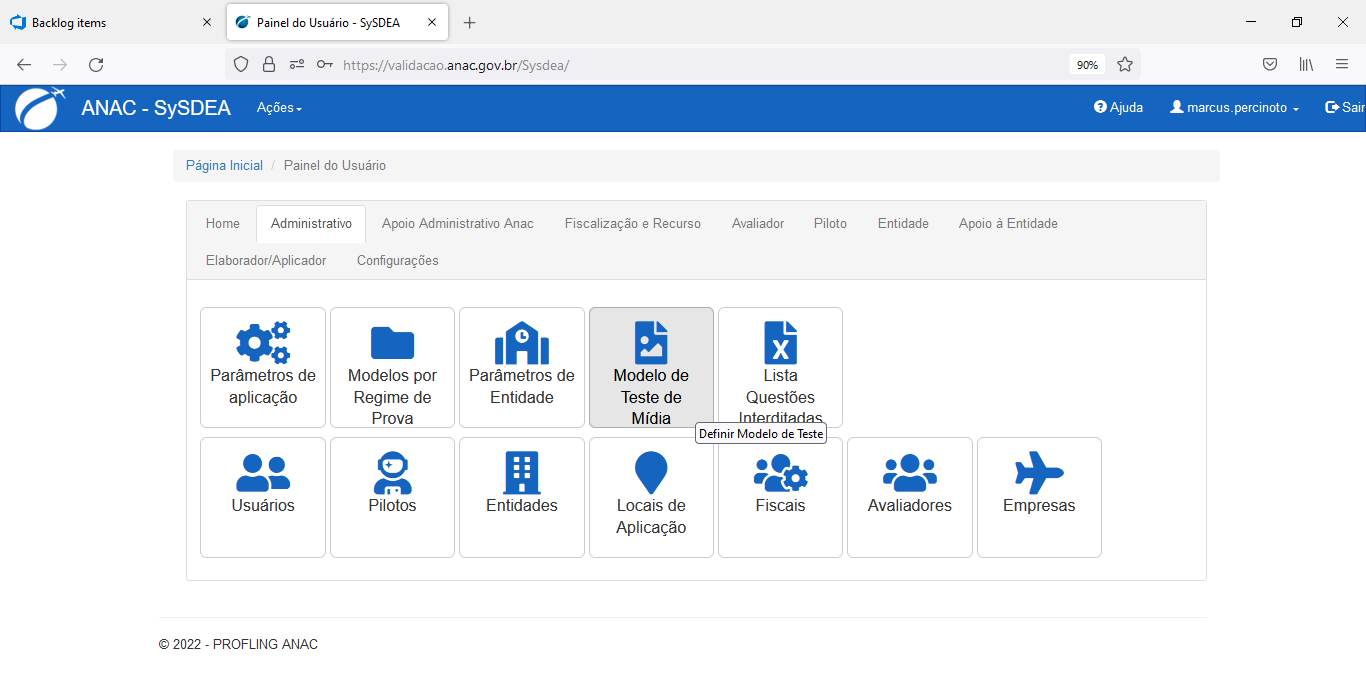 Backlog items
Painel do Usuário - SySDEA
https://validacao.anac.gov.br/Sysdea/
90%
ANAC - SySDEA
Ações
Ajuda
marcus.percinoto
Sair
Página Inicial / Painel do Usuário
Home
Administrativo
Apoio Administrativo Anac
Fiscalização e Recurso
Avaliador
Piloto
Entidade
Apoio à Entidade
Elaborador/Aplicador
Configurações
Parâmetros de
aplicação
Modelos por
Regime de
Prova
Parâmetros de
Entidade
Modelo de
Teste de
Mídia
X
Lista
Questões
Interditadas
Definir Modelo de Teste
Usuários
Pilotos
Entidades
Locais de
Aplicação
Fiscais
Avaliadores
Empresas
© 2022 - PROFLING ANAC